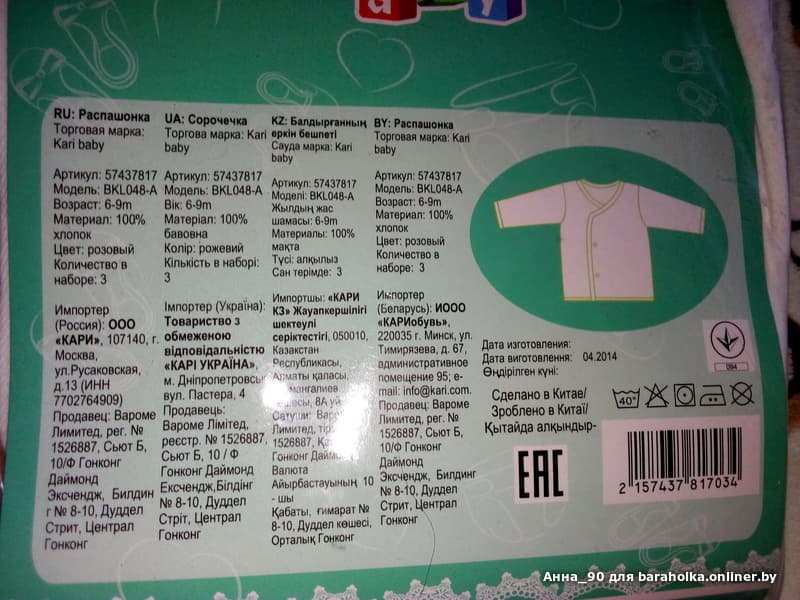 a y
RU: Распашонка
Торговая марка:
Kari baby
Артикул: 57437817
Модель: BKL048-A
Возраст: 6-9m
Материал: 100%
хлопок
Цвет: розовый
Количество в
наборе: 3
Импортер
(Россия): ООО
«КАРИ», 107140, г.
Москва,
ул.Русаковская,
д.13 (ИНН
7702764909)
Продавец: Вароме
Лимитед, рег. №
1526887, Сьют Б,
10/Ф Гонконг
Даймонд
Эксчендж, Билдин
г № 8-10, Дуддел
Стрит, Централ
Гонконг
UA: Сорочечка
Торгова марка: Kari
baby
Артикул: 57437817
Модель: BKL048-A
Вік: 6-9m
Матеріал: 100%
бавовна
Колір: рожевий
Кількість в наборі:
3
Імпортер (Україна):
Товариство з
обмеженою
відповідальністю
«КАРІ УКРАЇНА»,
м. Дніпропетровськ
вул. Пастера, 4
Продавець:
Вароме Лімітед,
реєстр. № 1526887,
Сьют Б, 10 / Ф
Гонконг Даймонд
Ексчендж,Білдінг
№ 8-10, Дуддел
Стріт, Централ
Гонконг
KZ: Балдырғанның
еркін бешпеті
Сауда марка: Kari
baby
Артикул: 57437817
Моделі: BKL048-A
Жылдың жас
шамасы: 6-9m
Материалы: 100%
мақта
Түсі: алқылыз
Сан терімде: 3
Импортшы: «КАРИ
КЗ» Жауапкершілігі
шектеулі
серіктестігі, 050010,
Казакстан
Республикасы,
Алматы қаласы,
8А үй
Сатушы:
Лимитед,
1526887,
Гонконг
Валюта
Айырбастауының 10
- шы
Қабаты, ғимарат №
8-10, Дуддел көшесі,
Орталық Гонконг
BY: Распашонка
Торговая марка: Kari
baby
Артикул: 57437817
Модель: BKL048-A
Возраст: 6-9m
Материал: 100%
хлопок
Цвет: розовый
Количество в
наборе: 3
Импортер
(Беларусь): ИООО
«КАРИобувь»,
220035 г. Минск, ул.
Тимирязева, д. 67,
административное
помещение 95; e-
mail: info@kari.com.
Продавец: Вароме
Лимитед, рег. №
1526887, Сьют Б,
10/Ф Гонконг
Даймонд
Эксчендж, Билдинг
№ 8-10, Дуддел
Стрит, Централ
Гонконг
Дата изготовления:
Дата виготовлення: 04.2014
Өндірілген күні:
094
Сделано в Китае/
Зроблено в Китаї/
Қытайда алқындыр-
40°
EAC
2 157437 817034
Анна_90 для baraholka.onliner.by